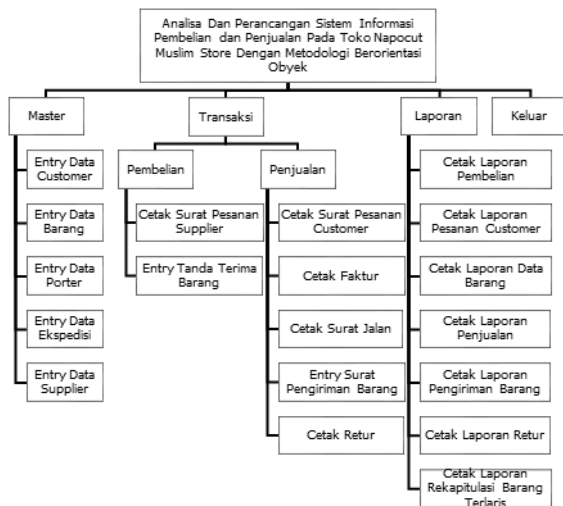 Analisa Dan Perancangan Sistem Informasi
Pembelian dan Penjualan Pada Toko Napocut
Muslim Store Dengan Metodologi Berorientasi
Obyek
Master
Transaksi
Laporan
Keluar
Entry Data
Customer
Entry Data
Barang
Entry Data
Porter
Entry Data
Ekspedisi
Entry Data
Supplier
Pembelian
Cetak Surat Pesanan
Supplier
Entry Tanda Terima
Barang
Penjualan
Cetak Surat Pesanan
Customer
Cetak Faktur
Cetak Surat Jalan
Entry Surat
Pengiriman Barang
Cetak Retur
Cetak Laporan
Pembelian
Cetak Laporan
Pesanan Customer
Cetak Laporan Data
Barang
Cetak Laporan
Penjualan
Cetak Laporan
Pengiriman Barang
Cetak Laporan Retur
Cetak Laporan
Rekapitulasi Barang
Terlaris